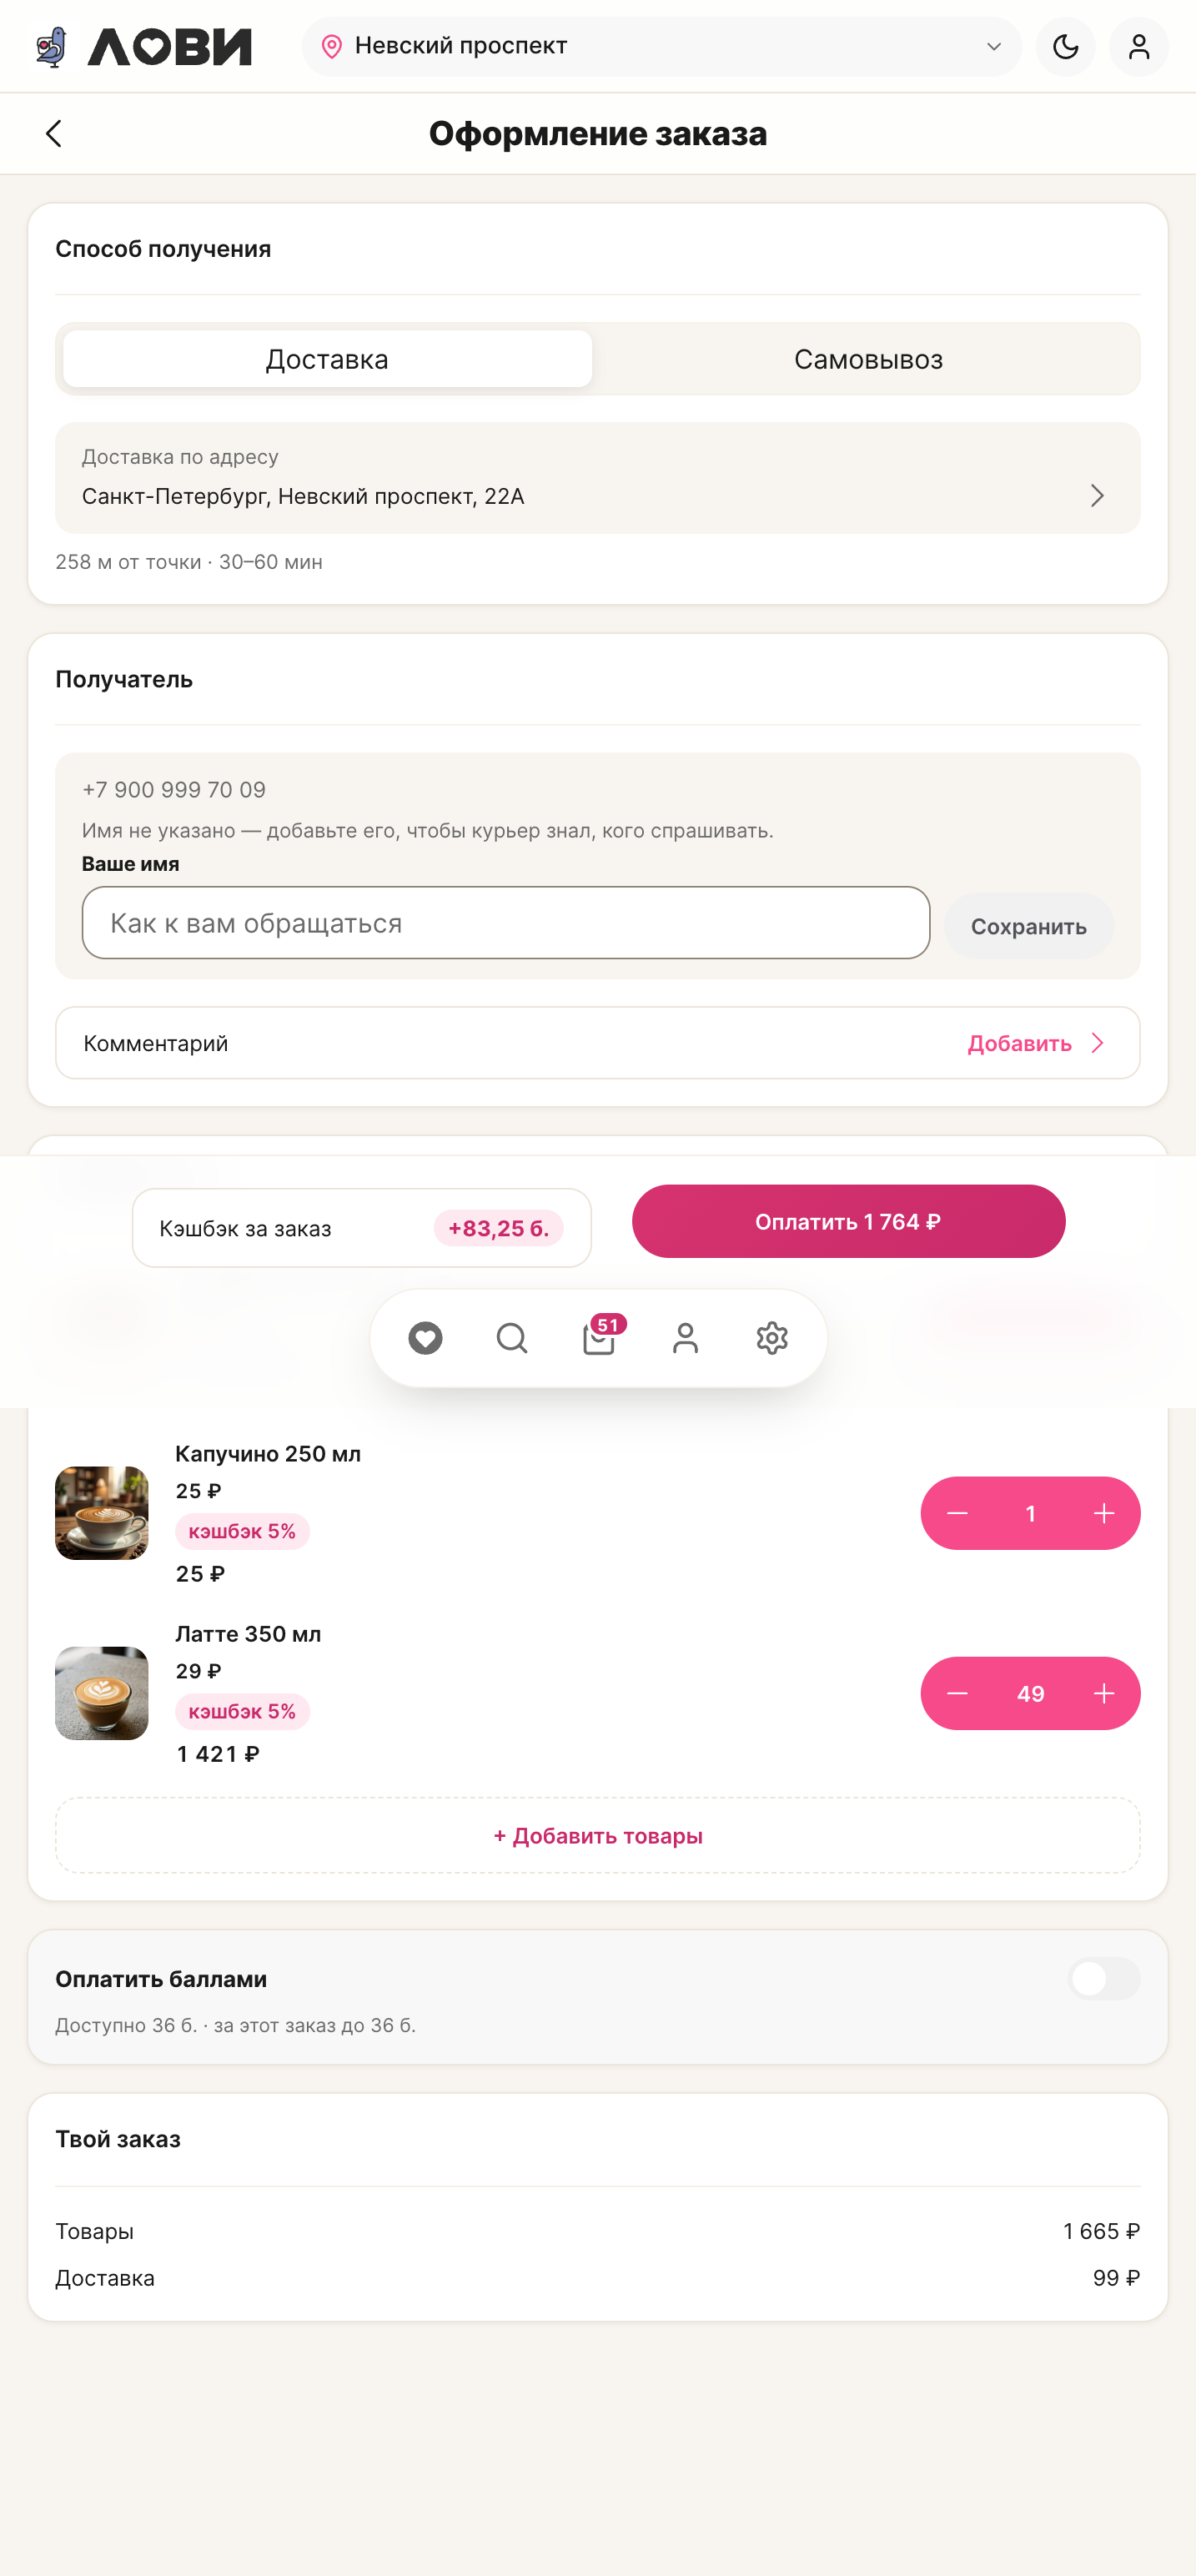 ЛОВИ
Невский проспект
Оформление заказа
Способ получения
Доставка
Самовывоз
Доставка по адресу
Санкт-Петербург, Невский проспект, 22А
258 м от точки · 30–60 мин
Получатель
+7 900 999 70 09
Имя не указано — добавьте его, чтобы курьер знал, кого спрашивать.
Ваше имя
Как к вам обращаться
Сохранить
Комментарий
Добавить
Кэшбэк за заказ
+83,25 б.
Оплатить 1 764 ₽
51
Капучино 250 мл
25 ₽
кэшбэк 5%
25 ₽
1
Латте 350 мл
29 ₽
кэшбэк 5%
1 421 ₽
49
+ Добавить товары
Оплатить баллами
Доступно 36 б. · за этот заказ до 36 б.
Твой заказ
Товары
1 665 ₽
Доставка
99 ₽